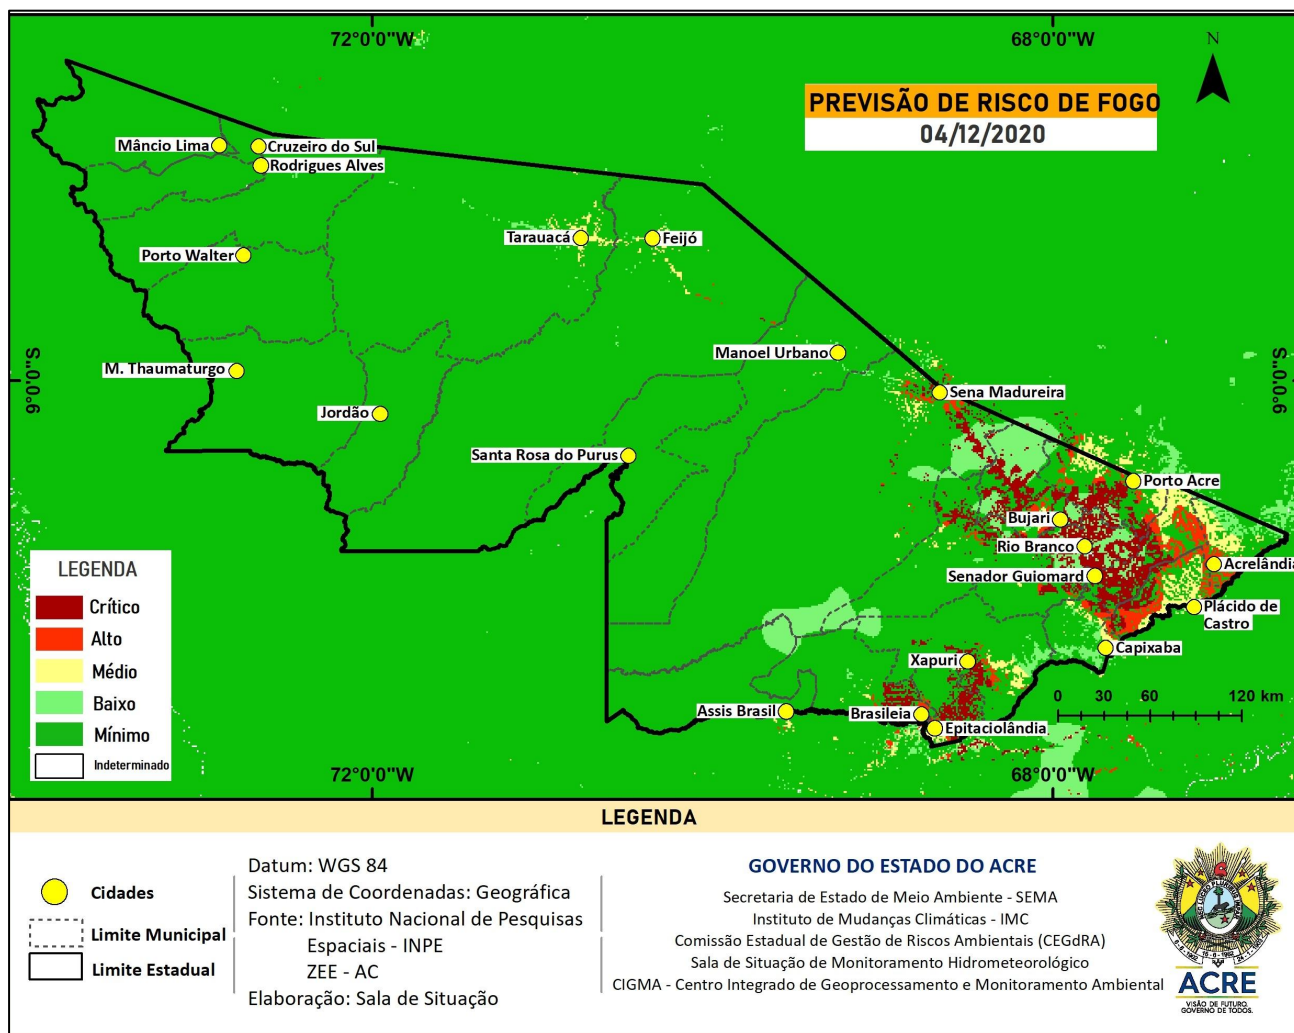 72°0'0"W
68°0'0"W
N
PREVISÃO DE RISCO DE FOGO
04/12/2020
Mâncio Lima
Cruzeiro do Sul
Rodrigues Alves
Porto Walter
Tarauacá
Feijó
Manoel Urbano
M. Thaumaturgo
Jordão
Sena Madureira
9°0'0"S
9°0'0"S
Santa Rosa do Purus
Porto Acre
Bujari
Rio Branco
Senador Guiomard
Acrelândia
Plácido de
Castro
Capixaba
Xapuri
Assis Brasil
Brasileia
Epitaciolândia
0 30 60 120 km
LEGENDA
Crítico
Alto
Médio
Baixo
Mínimo
Indeterminado
72°0'0"W
68°0'0"W
LEGENDA
Cidades
Limite Municipal
Limite Estadual
Datum: WGS 84
Sistema de Coordenadas: Geográfica
Fonte: Instituto Nacional de Pesquisas
Espaciais - INPE
ZEE - AC
Elaboração: Sala de Situação
GOVERNO DO ESTADO DO ACRE
Secretaria de Estado de Meio Ambiente - SEMA
Instituto de Mudanças Climáticas - IMC
Comissão Estadual de Gestão de Riscos Ambientais (CEGdRA)
Sala de Situação de Monitoramento Hidrometeorológico
CIGMA - Centro Integrado de Geoprocessamento e Monitoramento Ambiental
ACRE
VISÃO DE FUTURO.
GOVERNO DE TODOS.